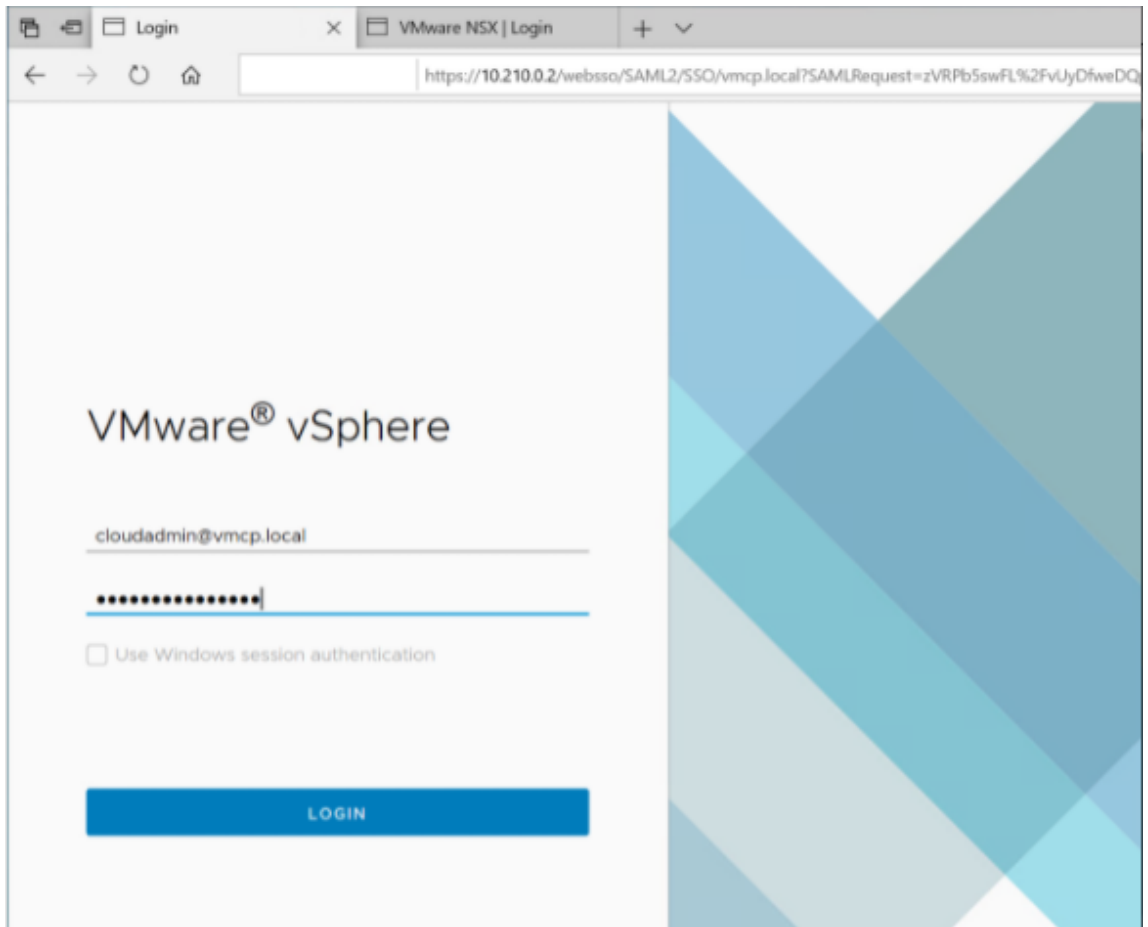 Login
VMware NSX | Login
https://10.210.0.2/websso/SAML2/SSO/vmcp.local?SAMLRequest=zVRPb5swFL%2FvUyDfweDQ
VMware® vSphere
cloudadmin@vmcp.local
Use Windows session authentication
LOGIN